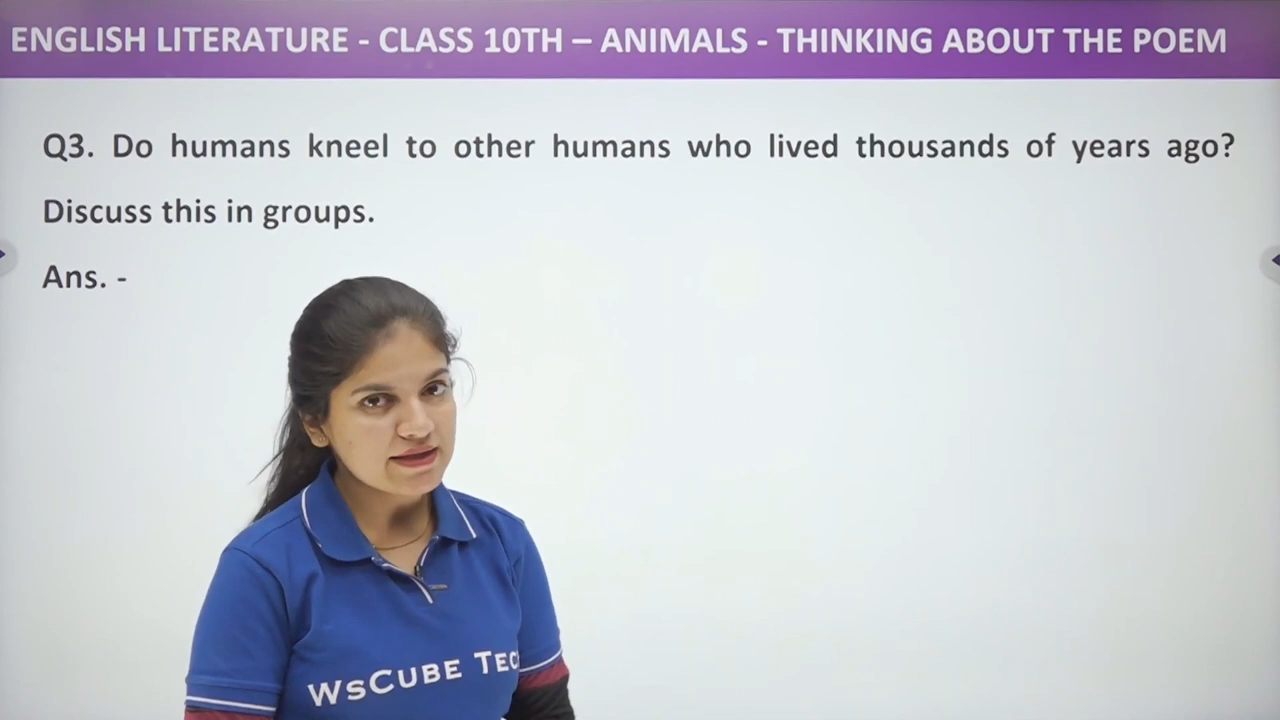 ENGLISH LITERATURE - CLASS 10TH – ANIMALS - THINKING ABOUT THE POEM
Q3. Do humans kneel to other humans who lived thousands of years ago?
Discuss this in groups.
Ans. -
WSCUBE TEC